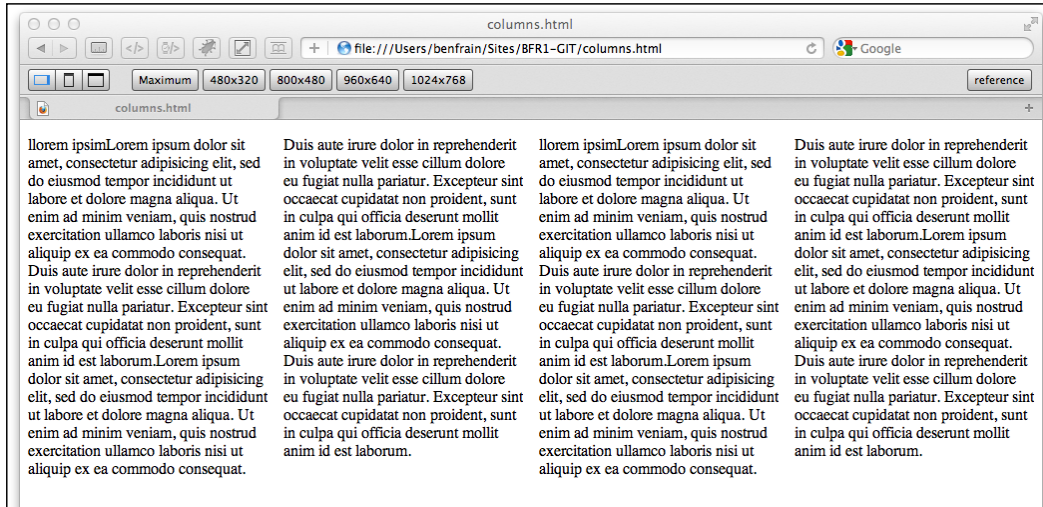 columns.html
file:///Users/benfrain/Sites/BFR1-GIT/columns.html
Google
Maximum 480x320 800x480 960x640 1024x768 reference
columns.html
llorem ipsimLorem ipsum dolor sit
amet, consectetur adipisicing elit, sed
do eiusmod tempor incididunt ut
labore et dolore magna aliqua. Ut
enim ad minim veniam, quis nostrud
exercitation ullamco laboris nisi ut
aliquip ex ea commodo consequat.
Duis aute irure dolor in reprehenderit
in voluptate velit esse cillum dolore
eu fugiat nulla pariatur. Excepteur sint
occaecat cupidatat non proident, sunt
in culpa qui officia deserunt mollit
anim id est laborum.Lorem ipsum
dolor sit amet, consectetur adipisicing
elit, sed do eiusmod tempor incididunt
ut labore et dolore magna aliqua. Ut
enim ad minim veniam, quis nostrud
exercitation ullamco laboris nisi ut
aliquip ex ea commodo consequat.
Duis aute irure dolor in reprehenderit
in voluptate velit esse cillum dolore
eu fugiat nulla pariatur. Excepteur sint
occaecat cupidatat non proident, sunt
in culpa qui officia deserunt mollit
anim id est laborum.Lorem ipsum
dolor sit amet, consectetur adipisicing
elit, sed do eiusmod tempor incididunt
ut labore et dolore magna aliqua. Ut
enim ad minim veniam, quis nostrud
exercitation ullamco laboris nisi ut
aliquip ex ea commodo consequat.
Duis aute irure dolor in reprehenderit
in voluptate velit esse cillum dolore
eu fugiat nulla pariatur. Excepteur sint
occaecat cupidatat non proident, sunt
in culpa qui officia deserunt mollit
anim id est laborum.
llorem ipsimLorem ipsum dolor sit
amet, consectetur adipisicing elit, sed
do eiusmod tempor incididunt ut
labore et dolore magna aliqua. Ut
enim ad minim veniam, quis nostrud
exercitation ullamco laboris nisi ut
aliquip ex ea commodo consequat.
Duis aute irure dolor in reprehenderit
in voluptate velit esse cillum dolore
eu fugiat nulla pariatur. Excepteur sint
occaecat cupidatat non proident, sunt
in culpa qui officia deserunt mollit
anim id est laborum.Lorem ipsum
dolor sit amet, consectetur adipisicing
elit, sed do eiusmod tempor incididunt
ut labore et dolore magna aliqua. Ut
enim ad minim veniam, quis nostrud
exercitation ullamco laboris nisi ut
aliquip ex ea commodo consequat.
Duis aute irure dolor in reprehenderit
in voluptate velit esse cillum dolore
eu fugiat nulla pariatur. Excepteur sint
occaecat cupidatat non proident, sunt
in culpa qui officia deserunt mollit
anim id est laborum.Lorem ipsum
dolor sit amet, consectetur adipisicing
elit, sed do eiusmod tempor incididunt
ut labore et dolore magna aliqua. Ut
enim ad minim veniam, quis nostrud
exercitation ullamco laboris nisi ut
aliquip ex ea commodo consequat.
Duis aute irure dolor in reprehenderit
in voluptate velit esse cillum dolore
eu fugiat nulla pariatur. Excepteur sint
occaecat cupidatat non proident, sunt
in culpa qui officia deserunt mollit
anim id est laborum.